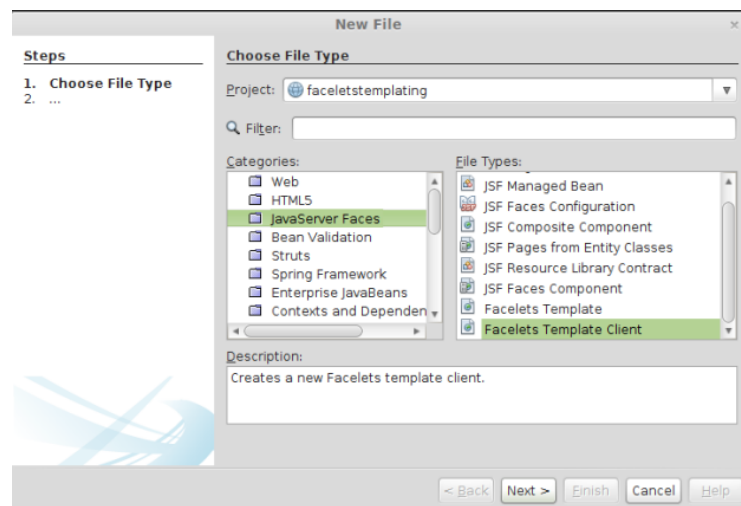 New File
Steps
1. Choose File Type
2. ...
Choose File Type
Project: faceletstemplating
Filter:
Categories:
Web
HTML5
JavaServer Faces
Bean Validation
Struts
Spring Framework
Enterprise JavaBeans
Contexts and Dependen
File Types:
JSF Managed Bean
JSF Faces Configuration
JSF Composite Component
JSF Pages from Entity Classes
JSF Resource Library Contract
JSF Faces Component
Facelets Template
Facelets Template Client
Description:
Creates a new Facelets template client.
< Back Next > Finish Cancel Help